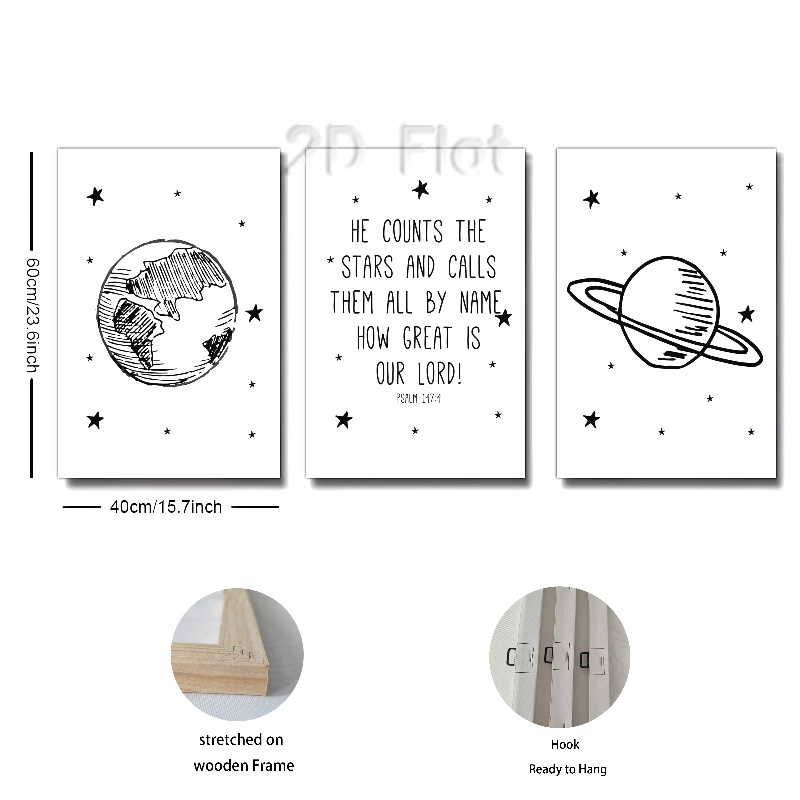 2D Flat
HE COUNTS THE
STARS AND CALLS
THEM ALL BY NAME
HOW GREAT IS
OUR LORD!
PSALM 147:4
60cm/23.6inch
40cm/15.7inch
stretched on
wooden Frame
Hook
Ready to Hang